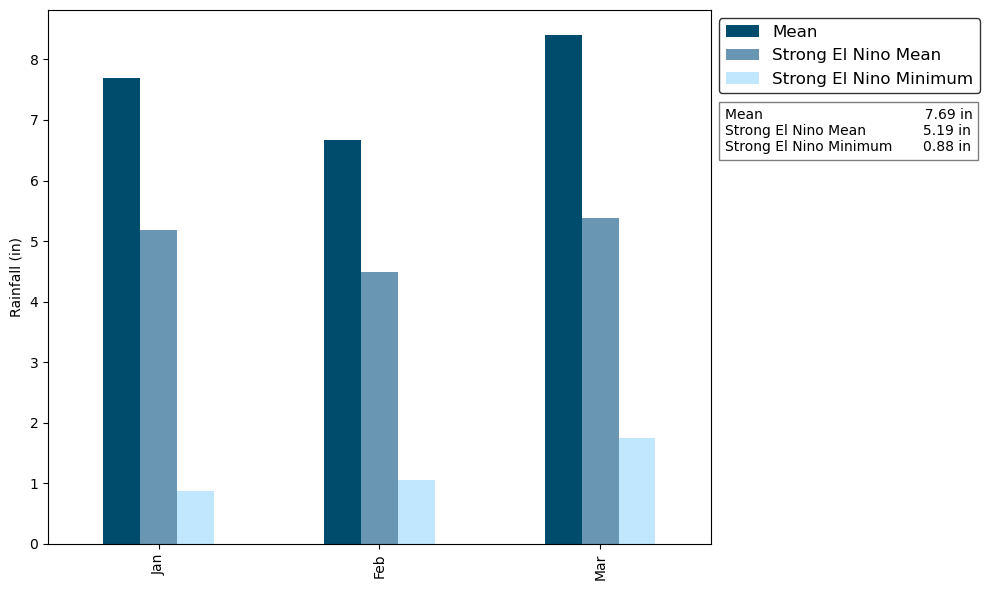 8
7
6
5
4
3
2
1
0
Rainfall (in)
Jan
Feb
Mar
Mean
Strong El Nino Mean
Strong El Nino Minimum
Mean 7.69 in
Strong El Nino Mean 5.19 in
Strong El Nino Minimum 0.88 in